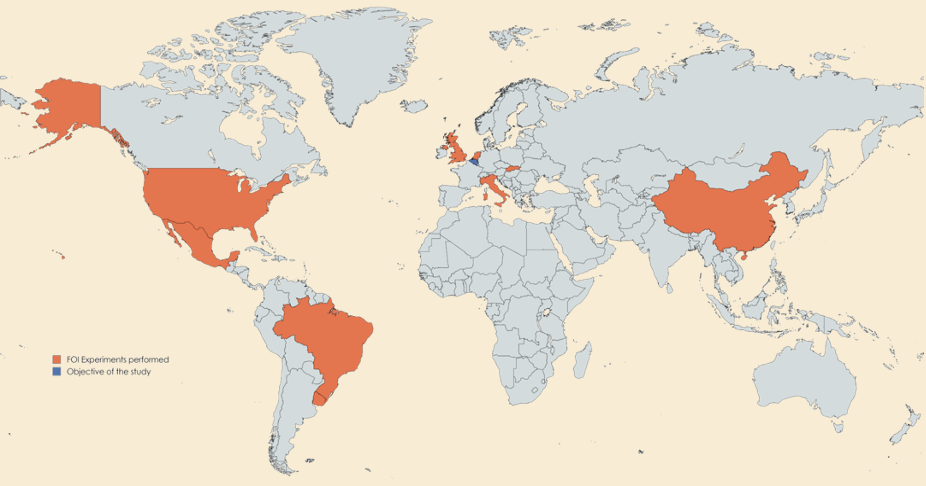 FOI Experiments performed
Objective of the study